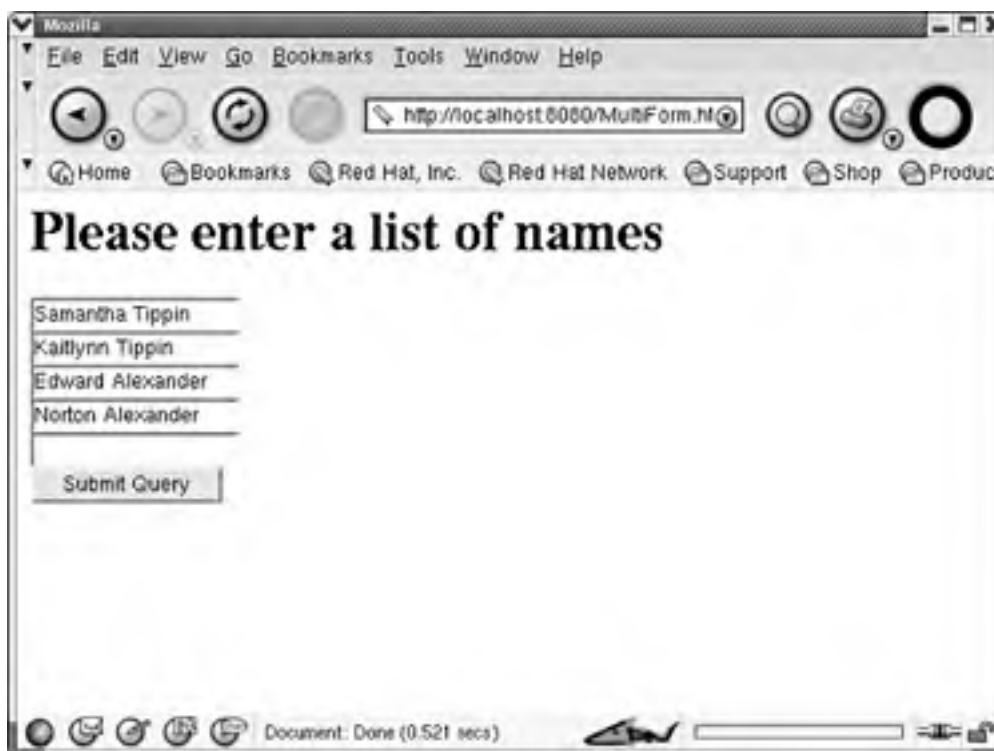 Mozilla
File Edit View Go Bookmarks Tools Window Help
http://localhost:8080/MultiForm.ht
Home Bookmarks Red Hat, Inc. Red Hat Network Support Shop Produc
Please enter a list of names
Samantha Tippin
Kaitlynn Tippin
Edward Alexander
Norton Alexander
Submit Query
Document: Done (0.521 secs)